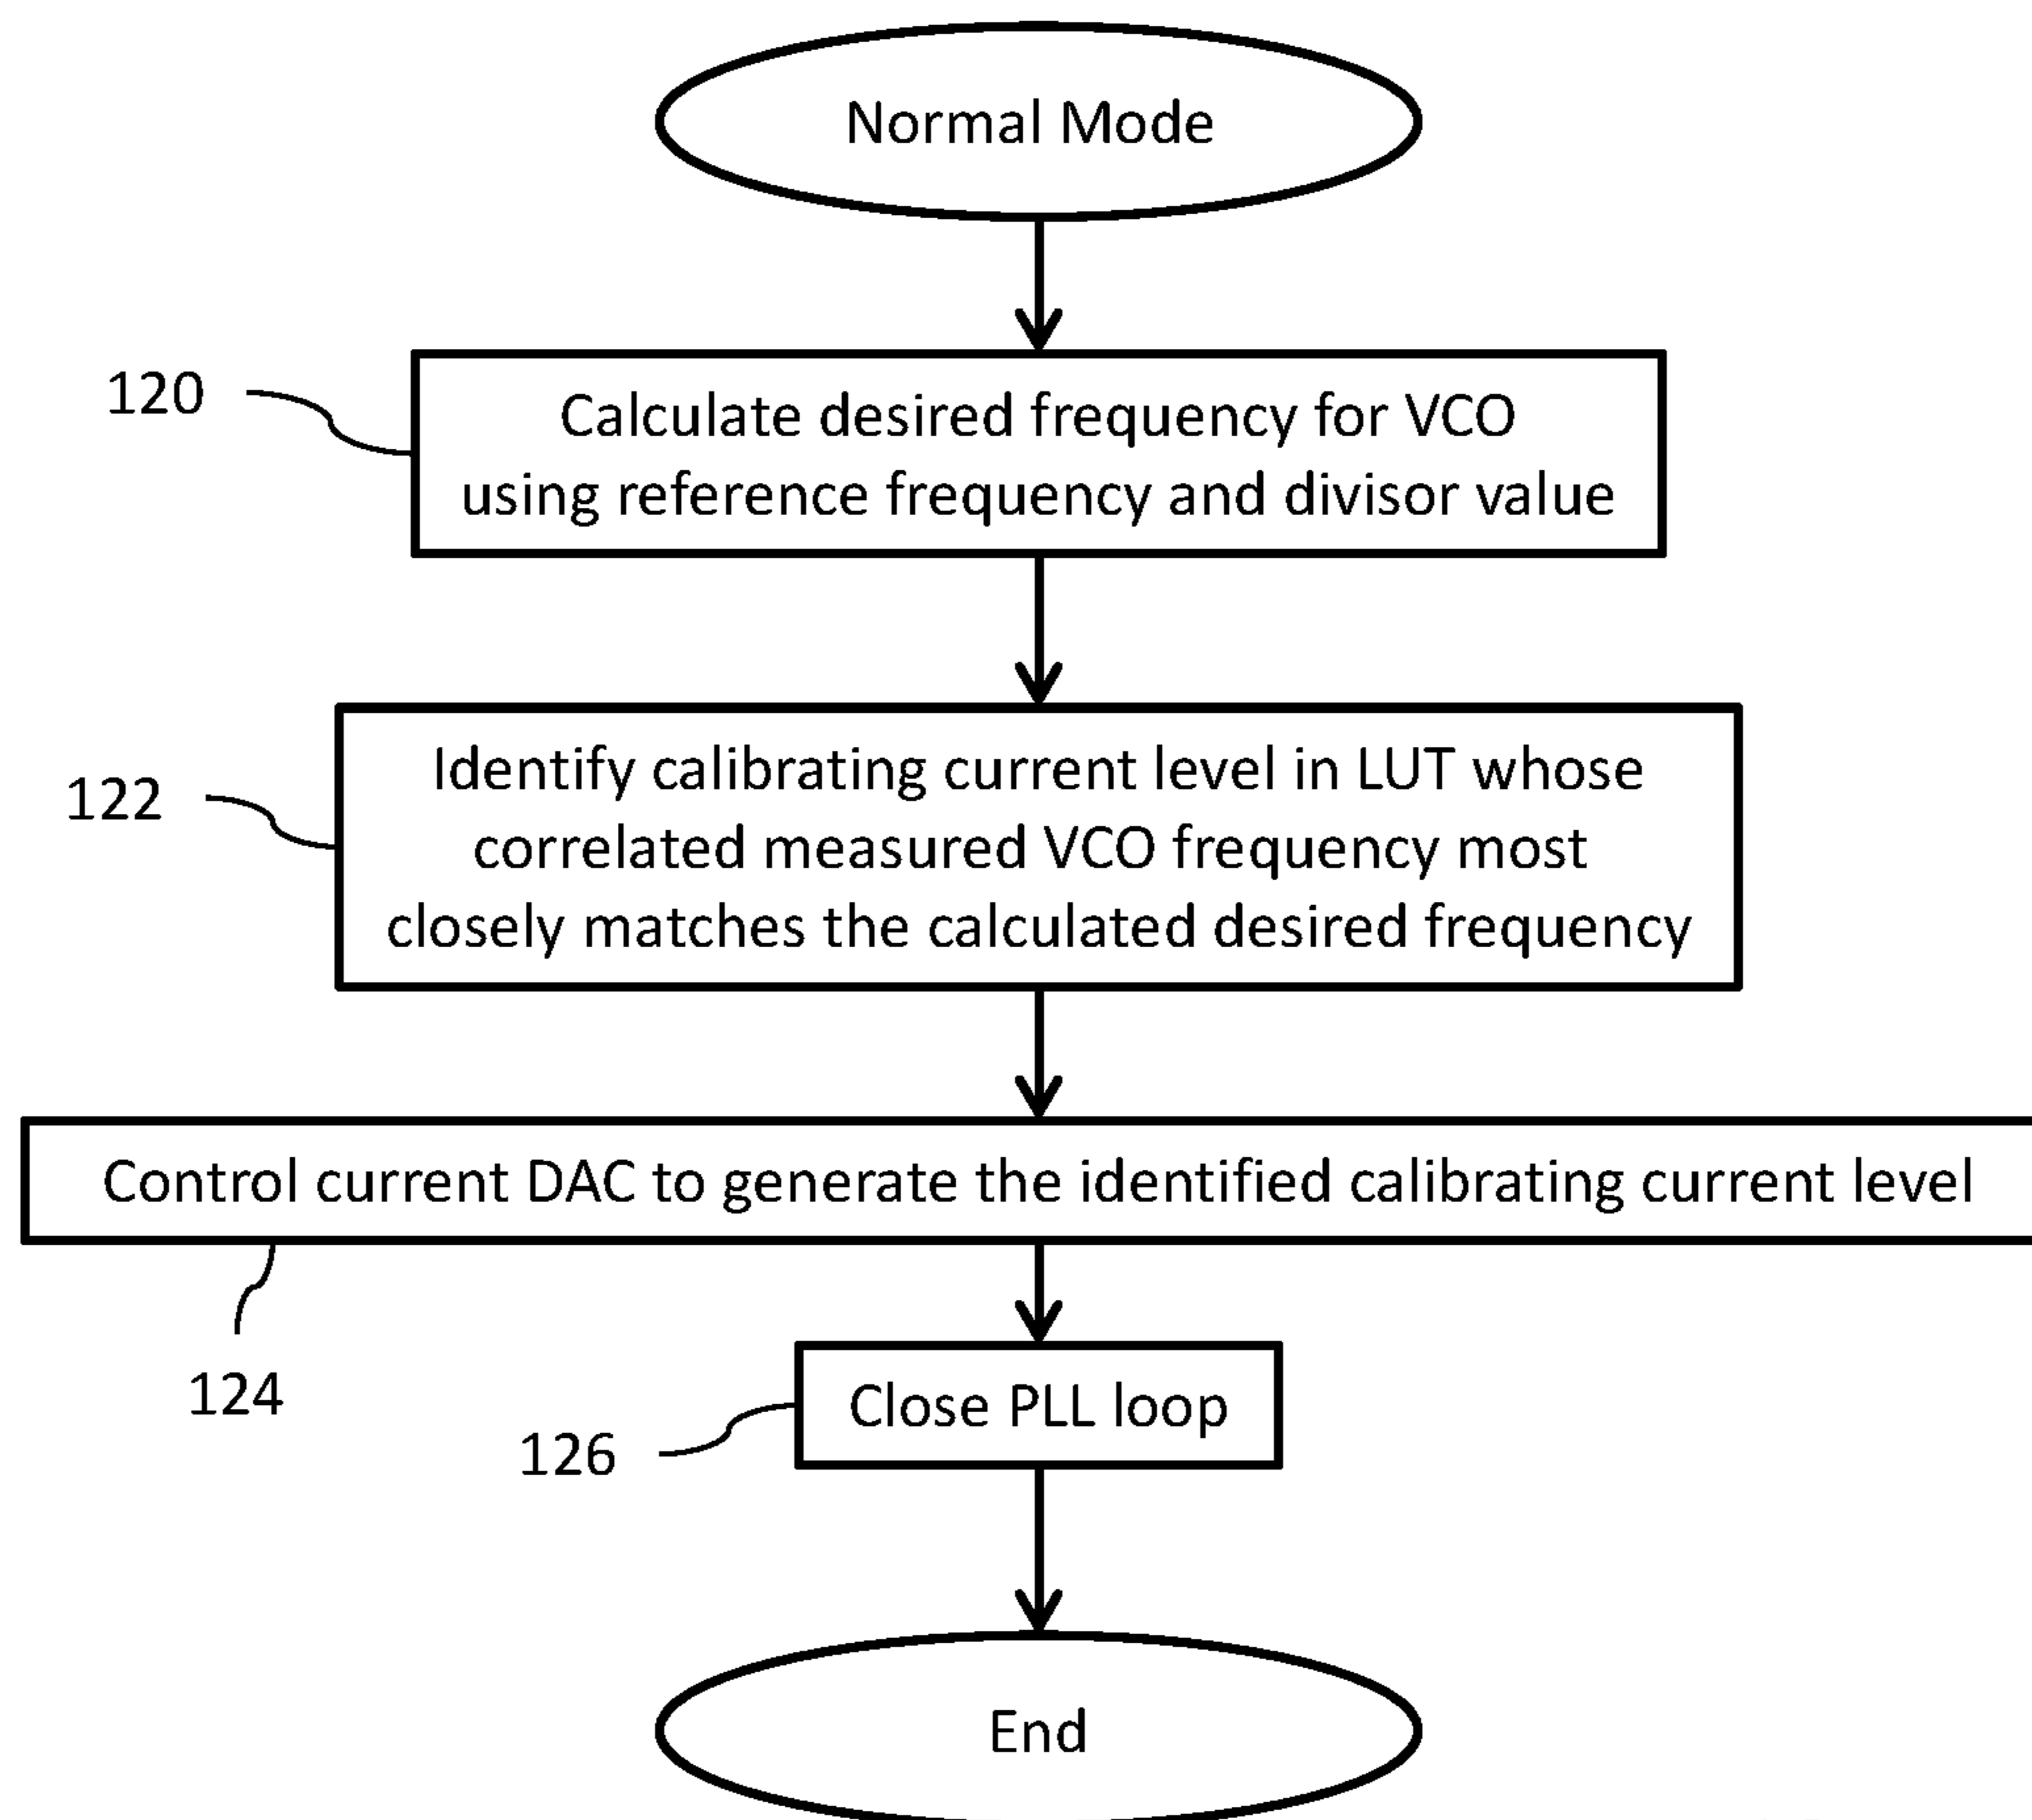 Normal Mode
120
Calculate desired frequency for VCO
using reference frequency and divisor value
122
Identify calibrating current level in LUT whose
correlated measured VCO frequency most
closely matches the calculated desired frequency
Control current DAC to generate the identified calibrating current level
124
Close PLL loop
126
End